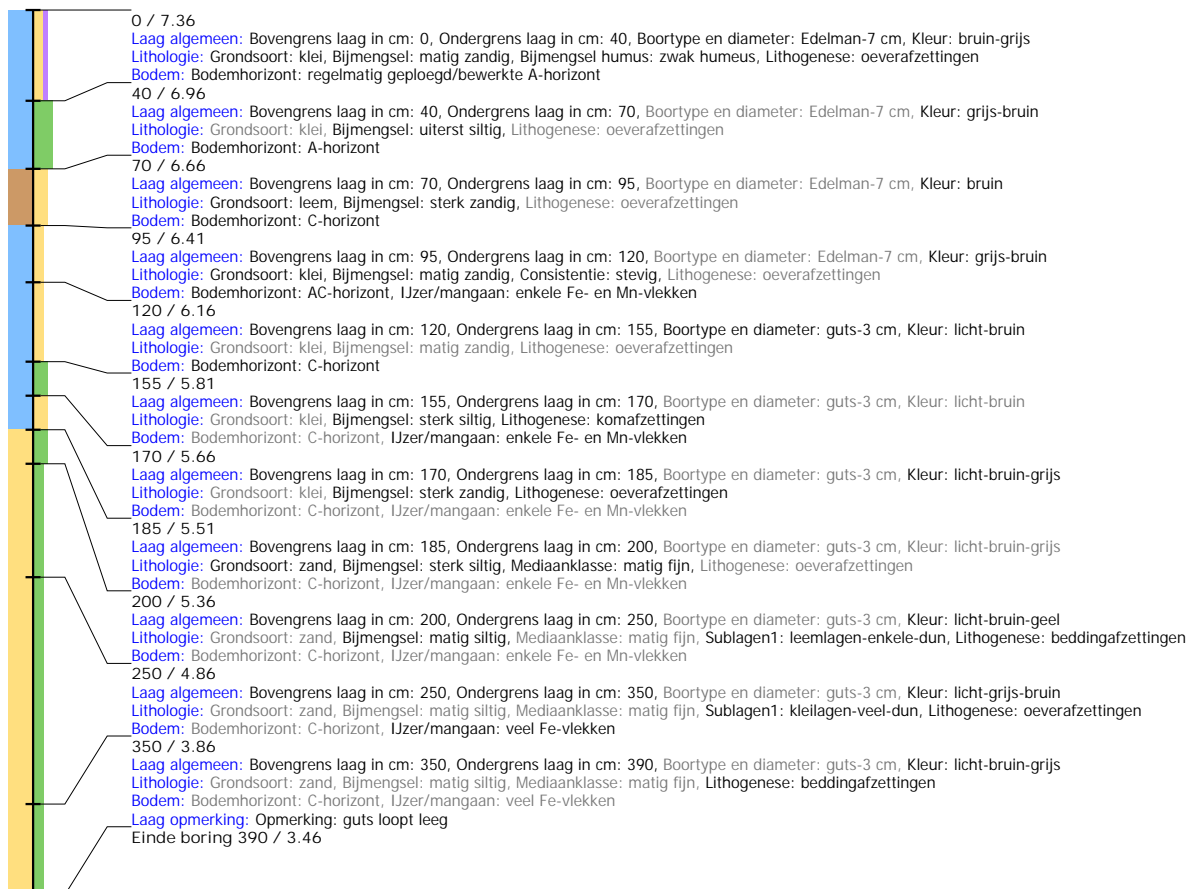 0 / 7.36
Laag algemeen: Bovengrens laag in cm: 0, Ondergrens laag in cm: 40, Boortype en diameter: Edelman-7 cm, Kleur: bruin-grijs
Lithologie: Grondsoort: klei, Bijmengsel: matig zandig, Bijmengsel humus: zwak humeus, Lithogenese: oeverafzettingen
Bodem: Bodemhorizont: regelmatig geploegd/bewerkte A-horizont
40 / 6.96
Laag algemeen: Bovengrens laag in cm: 40, Ondergrens laag in cm: 70, Boortype en diameter: Edelman-7 cm, Kleur: grijs-bruin
Lithologie: Grondsoort: klei, Bijmengsel: uiterst siltig, Lithogenese: oeverafzettingen
Bodem: Bodemhorizont: A-horizont
70 / 6.66
Laag algemeen: Bovengrens laag in cm: 70, Ondergrens laag in cm: 95, Boortype en diameter: Edelman-7 cm, Kleur: bruin
Lithologie: Grondsoort: leem, Bijmengsel: sterk zandig, Lithogenese: oeverafzettingen
Bodem: Bodemhorizont: C-horizont
95 / 6.41
Laag algemeen: Bovengrens laag in cm: 95, Ondergrens laag in cm: 120, Boortype en diameter: Edelman-7 cm, Kleur: grijs-bruin
Lithologie: Grondsoort: klei, Bijmengsel: matig zandig, Consistentie: stevig, Lithogenese: oeverafzettingen
Bodem: Bodemhorizont: AC-horizont, IJzer/mangaan: enkele Fe- en Mn-vlekken
120 / 6.16
Laag algemeen: Bovengrens laag in cm: 120, Ondergrens laag in cm: 155, Boortype en diameter: guts-3 cm, Kleur: licht-bruin
Lithologie: Grondsoort: klei, Bijmengsel: matig zandig, Lithogenese: oeverafzettingen
Bodem: Bodemhorizont: C-horizont
155 / 5.81
Laag algemeen: Bovengrens laag in cm: 155, Ondergrens laag in cm: 170, Boortype en diameter: guts-3 cm, Kleur: licht-bruin
Lithologie: Grondsoort: klei, Bijmengsel: sterk siltig, Lithogenese: komafzettingen
Bodem: Bodemhorizont: C-horizont, IJzer/mangaan: enkele Fe- en Mn-vlekken
170 / 5.66
Laag algemeen: Bovengrens laag in cm: 170, Ondergrens laag in cm: 185, Boortype en diameter: guts-3 cm, Kleur: licht-bruin-grijs
Lithologie: Grondsoort: klei, Bijmengsel: sterk zandig, Lithogenese: oeverafzettingen
Bodem: Bodemhorizont: C-horizont, IJzer/mangaan: enkele Fe- en Mn-vlekken
185 / 5.51
Laag algemeen: Bovengrens laag in cm: 185, Ondergrens laag in cm: 200, Boortype en diameter: guts-3 cm, Kleur: licht-bruin-grijs
Lithologie: Grondsoort: zand, Bijmengsel: sterk siltig, Mediaanklasse: matig fijn, Lithogenese: oeverafzettingen
Bodem: Bodemhorizont: C-horizont, IJzer/mangaan: enkele Fe- en Mn-vlekken
200 / 5.36
Laag algemeen: Bovengrens laag in cm: 200, Ondergrens laag in cm: 250, Boortype en diameter: guts-3 cm, Kleur: licht-bruin-geel
Lithologie: Grondsoort: zand, Bijmengsel: matig siltig, Mediaanklasse: matig fijn, Sublagen1: leemlagen-enkele-dun, Lithogenese: beddingafzettingen
Bodem: Bodemhorizont: C-horizont, IJzer/mangaan: enkele Fe- en Mn-vlekken
250 / 4.86
Laag algemeen: Bovengrens laag in cm: 250, Ondergrens laag in cm: 350, Boortype en diameter: guts-3 cm, Kleur: licht-grijs-bruin
Lithologie: Grondsoort: zand, Bijmengsel: matig siltig, Mediaanklasse: matig fijn, Sublagen1: kleilagen-veel-dun, Lithogenese: oeverafzettingen
Bodem: Bodemhorizont: C-horizont, IJzer/mangaan: veel Fe-vlekken
350 / 3.86
Laag algemeen: Bovengrens laag in cm: 350, Ondergrens laag in cm: 390, Boortype en diameter: guts-3 cm, Kleur: licht-bruin-grijs
Lithologie: Grondsoort: zand, Bijmengsel: matig siltig, Mediaanklasse: matig fijn, Lithogenese: beddingafzettingen
Bodem: Bodemhorizont: C-horizont, IJzer/mangaan: veel Fe-vlekken
Laag opmerking: Opmerking: guts loopt leeg
Einde boring 390 / 3.46